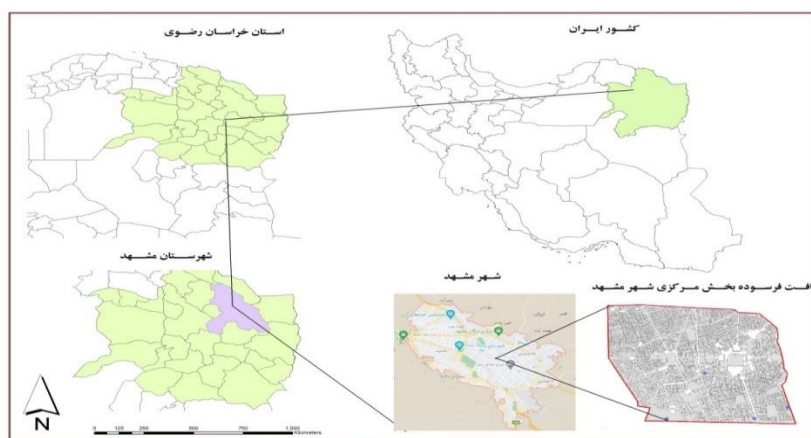 استان خراسان رضوی
کشور ایران
شهرستان مشهد
شهر مشهد
افت فرسوده بخش مرکزی شهر مشهد
N
0 125 250 500 750 1,000
Kilometers